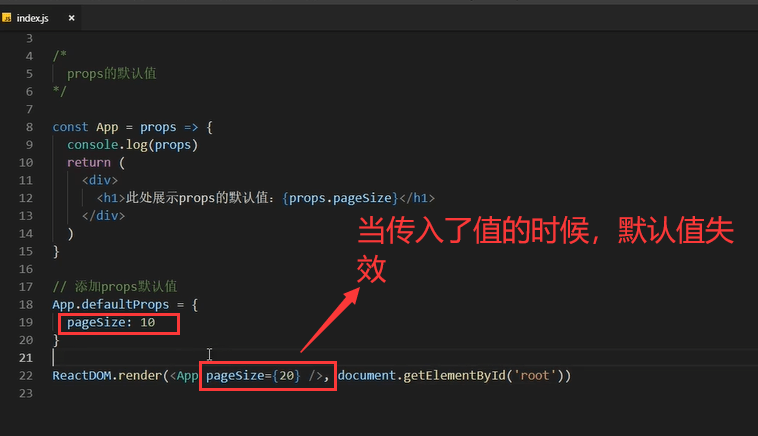 index.js ×
3
4 /*
5 props的默认值
6 */
7
8 const App = props => {
9 console.log(props)
10 return (
11 <div>
12 <h1>此处展示props的默认值: {props.pageSize}</h1>
13 </div>
14 )
15 }
16
17 // 添加props默认值
18 App.defaultProps = {
19 pageSize: 10
20 }
21
22 ReactDOM.render(<App pageSize={20} />, document.getElementById('root'))
23
当传入了值的时候，默认值失
效